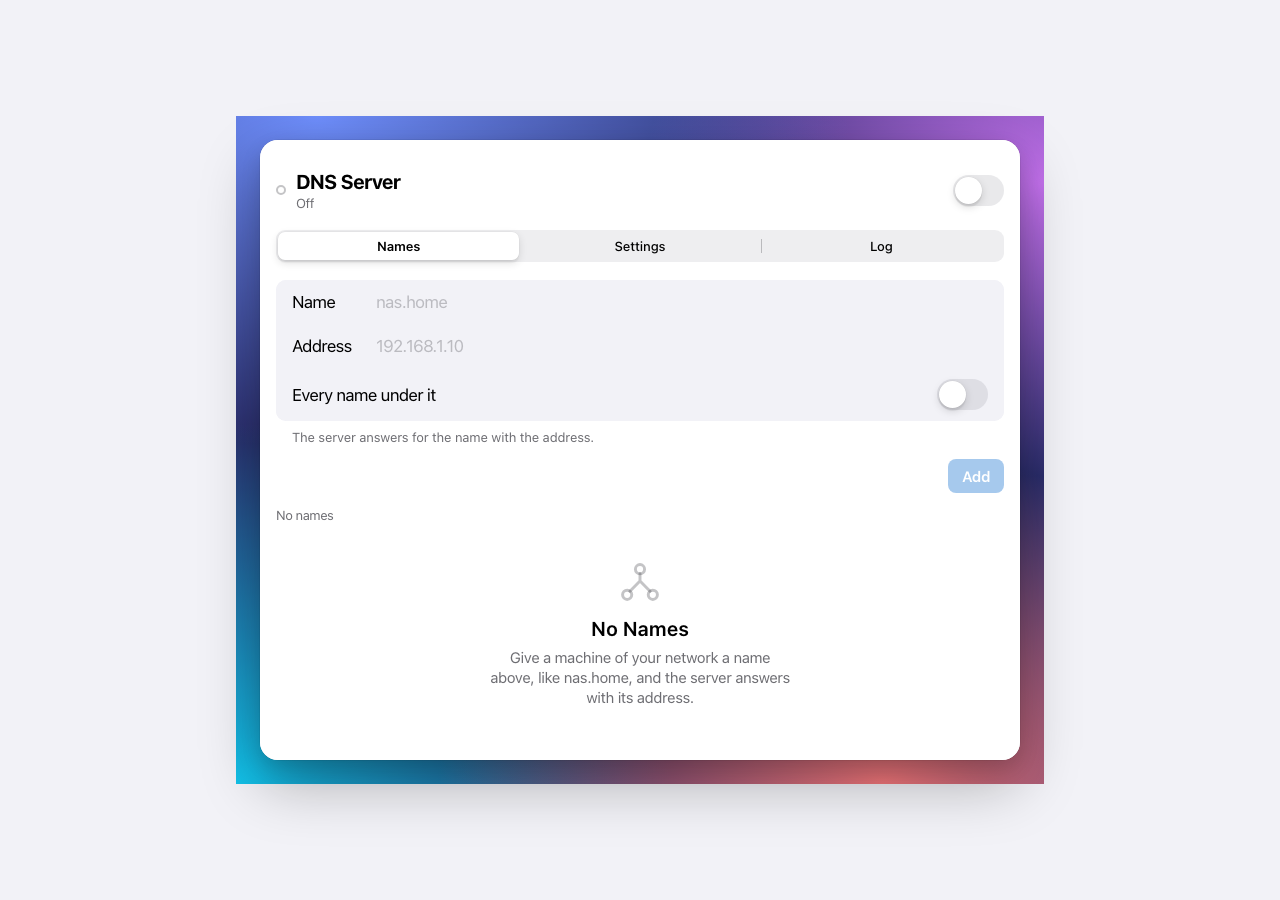 DNS Server
Off
Names
Settings
Log
Name
nas.home
Address
192.168.1.10
Every name under it
The server answers for the name with the address.
Add
No names
No Names
Give a machine of your network a name
above, like nas.home, and the server answers
with its address.